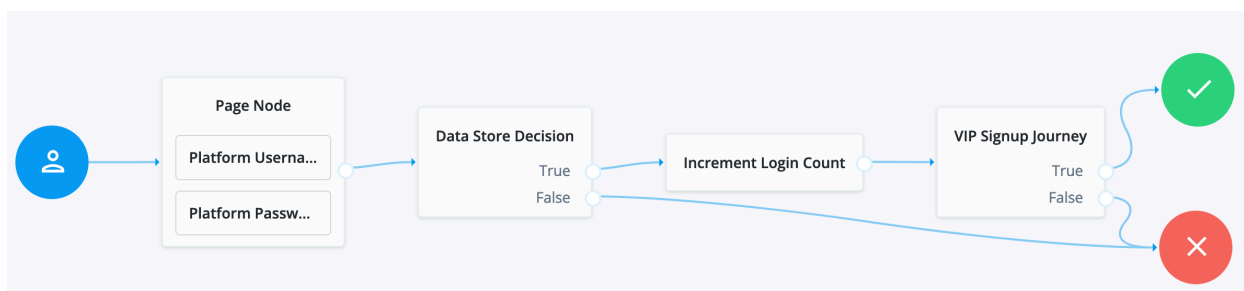 Page Node
Platform Userna...
Platform Passw...
Data Store Decision
True
False
Increment Login Count
VIP Signup Journey
True
False